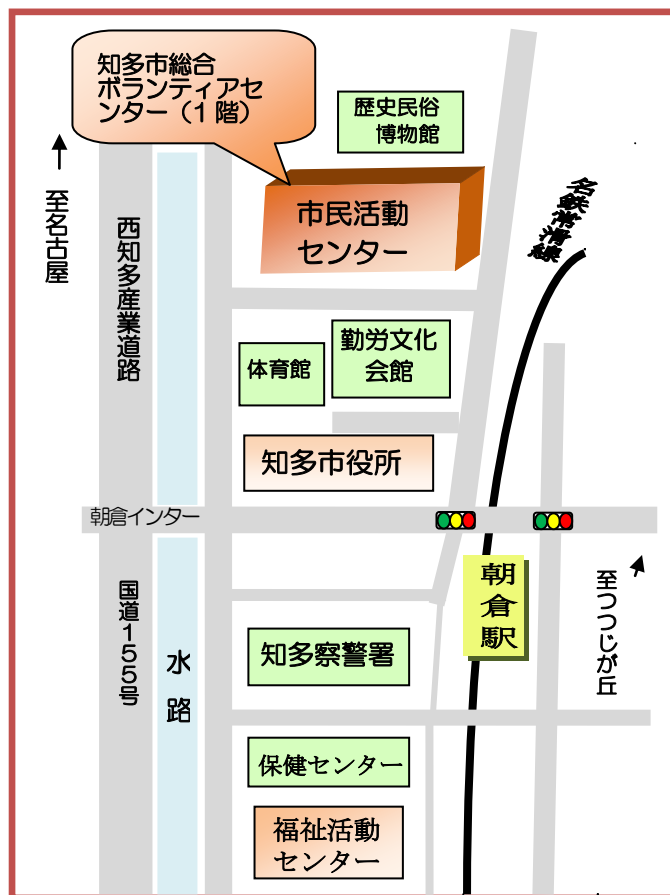 知多市総合
ボランティアセ
ンター（1階）
歴史民俗
博物館
至名古屋
西知多産業道路
市民活動
センター
名鉄常滑線
体育館
勤労文化
会館
知多市役所
朝倉インター
国道155号
水路
朝倉駅
至つつじが丘
知多察警署
保健センター
福祉活動
センター